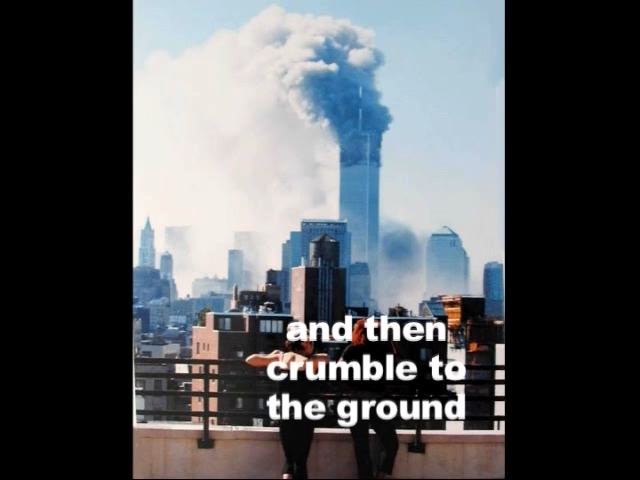 and then
crumble to
the ground